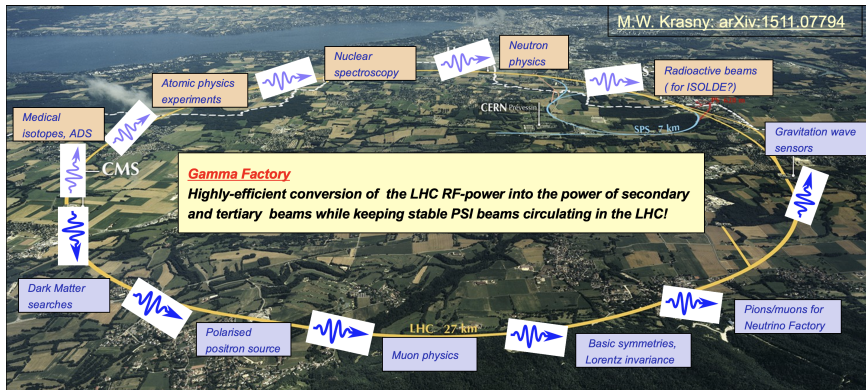 M.W. Krasny: arXiv:1511.07794
Neutron
physics
Nuclear
spectroscopy
Radioactive beams
( for ISOLDE?)
Atomic physics
experiments
CERN Prévessin
Medical
isotopes, ADS
SPS - 7 km
Gravitation wave
sensors
CMS
Gamma Factory
Highly-efficient conversion of the LHC RF-power into the power of secondary
and tertiary beams while keeping stable PSI beams circulating in the LHC!
Dark Matter
searches
Pions/muons for
Neutrino Factory
Polarised
positron source
LHC - 27 km
Muon physics
Basic symmetries,
Lorentz invariance